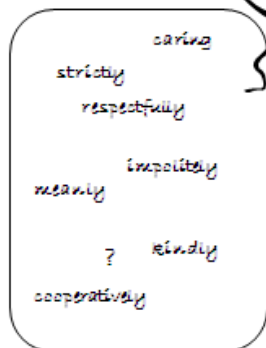 caring
strictly
respectfully
impolitely
meanly
kindly
?
cooperatively